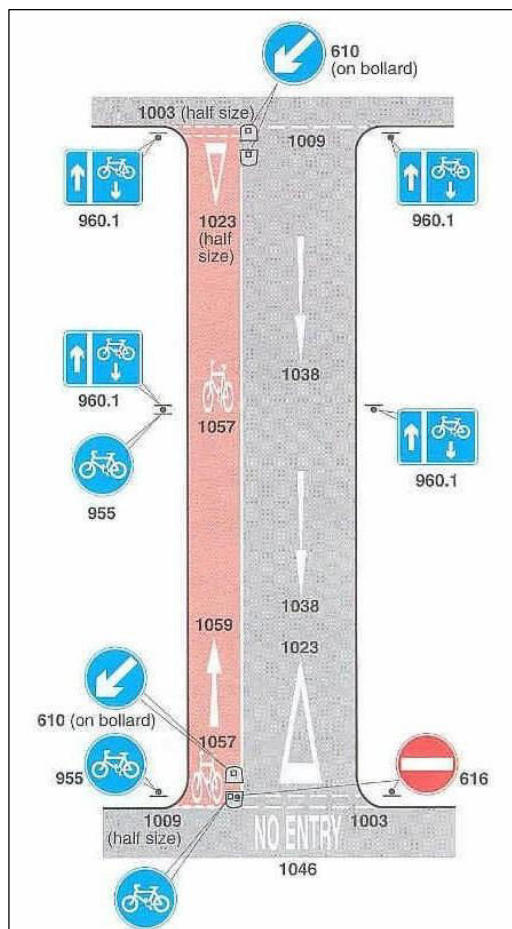 610
(on bollard)
1003 (half size)
1009
960.1
960.1
1023
(half
size)
1038
960.1
1057
960.1
955
1038
1059
1023
610 (on bollard)
1057
955
616
1009
(half size)
NO ENTRY
1003
1046